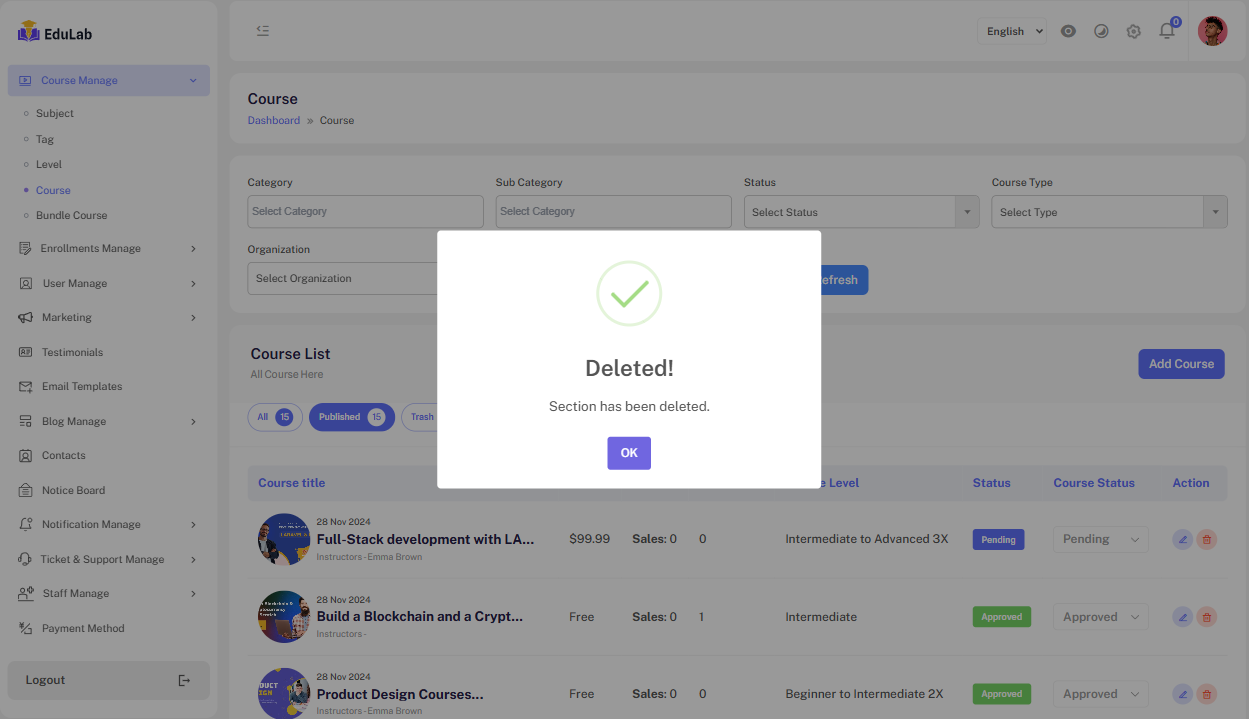 EduLab
Course Manage
Subject
Tag
Level
Course
Bundle Course
Enrollments Manage
User Manage
Marketing
Testimonials
Email Templates
Blog Manage
Contacts
Notice Board
Notification Manage
Ticket & Support Manage
Staff Manage
Payment Method
Logout
English
0
Course
Dashboard » Course
Category
Sub Category
Status
Course Type
Select Category
Select Category
Select Status
Select Type
Organization
Select Organization
efresh
Course List
All Course Here
Add Course
All 15
Published 15
Trash
Deleted!
Section has been deleted.
OK
Course title
Level
Status
Course Status
Action
28 Nov 2024
Full-Stack development with LA...
Instructors - Emma Brown
$99.99
Sales: 0
0
Intermediate to Advanced 3X
Pending
Pending
28 Nov 2024
Build a Blockchain and a Crypt...
Instructors -
Free
Sales: 0
1
Intermediate
Approved
Approved
28 Nov 2024
Product Design Courses...
Instructors - Emma Brown
Free
Sales: 0
0
Beginner to Intermediate 2X
Approved
Approved